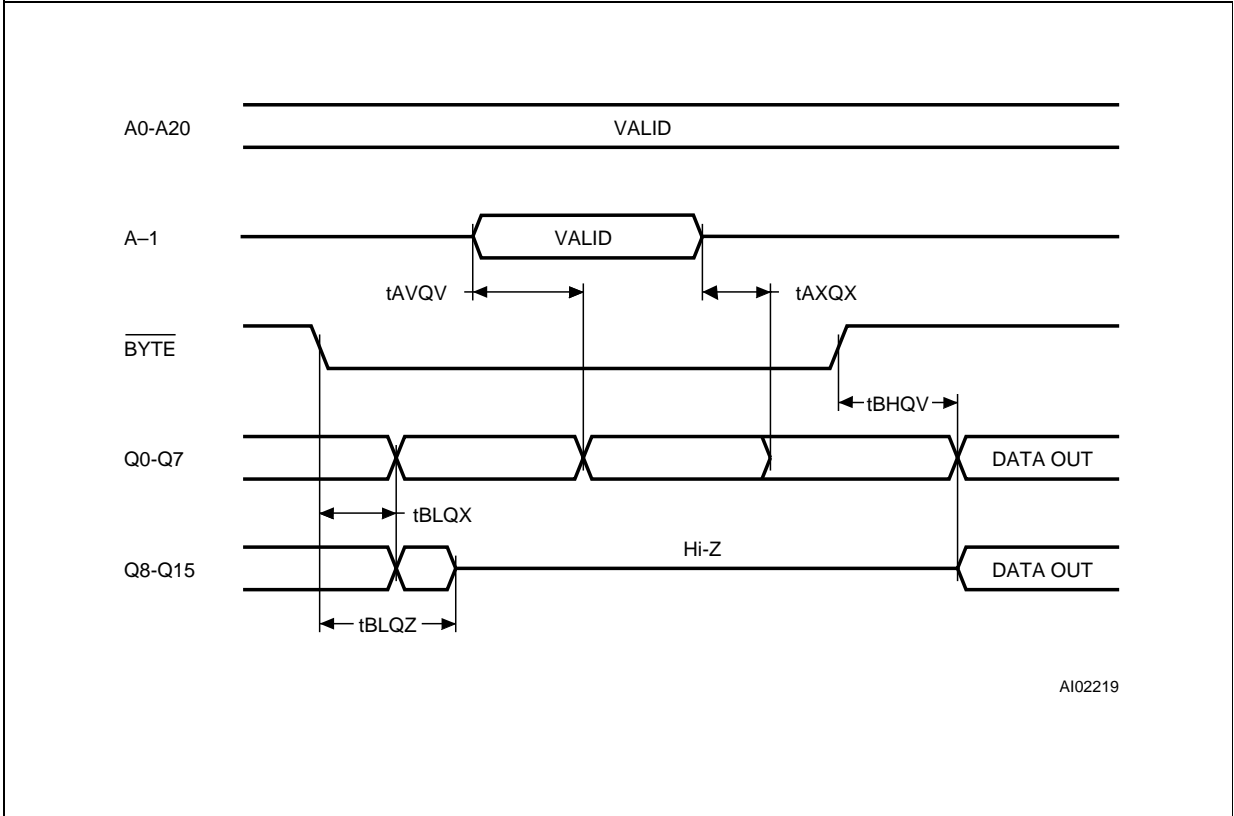 A0-A20
VALID
A–1
VALID
tAVQV
tAXQX
BYTE
tBHQV
Q0-Q7
DATA OUT
tBLQX
Hi-Z
Q8-Q15
DATA OUT
tBLQZ
AI02219